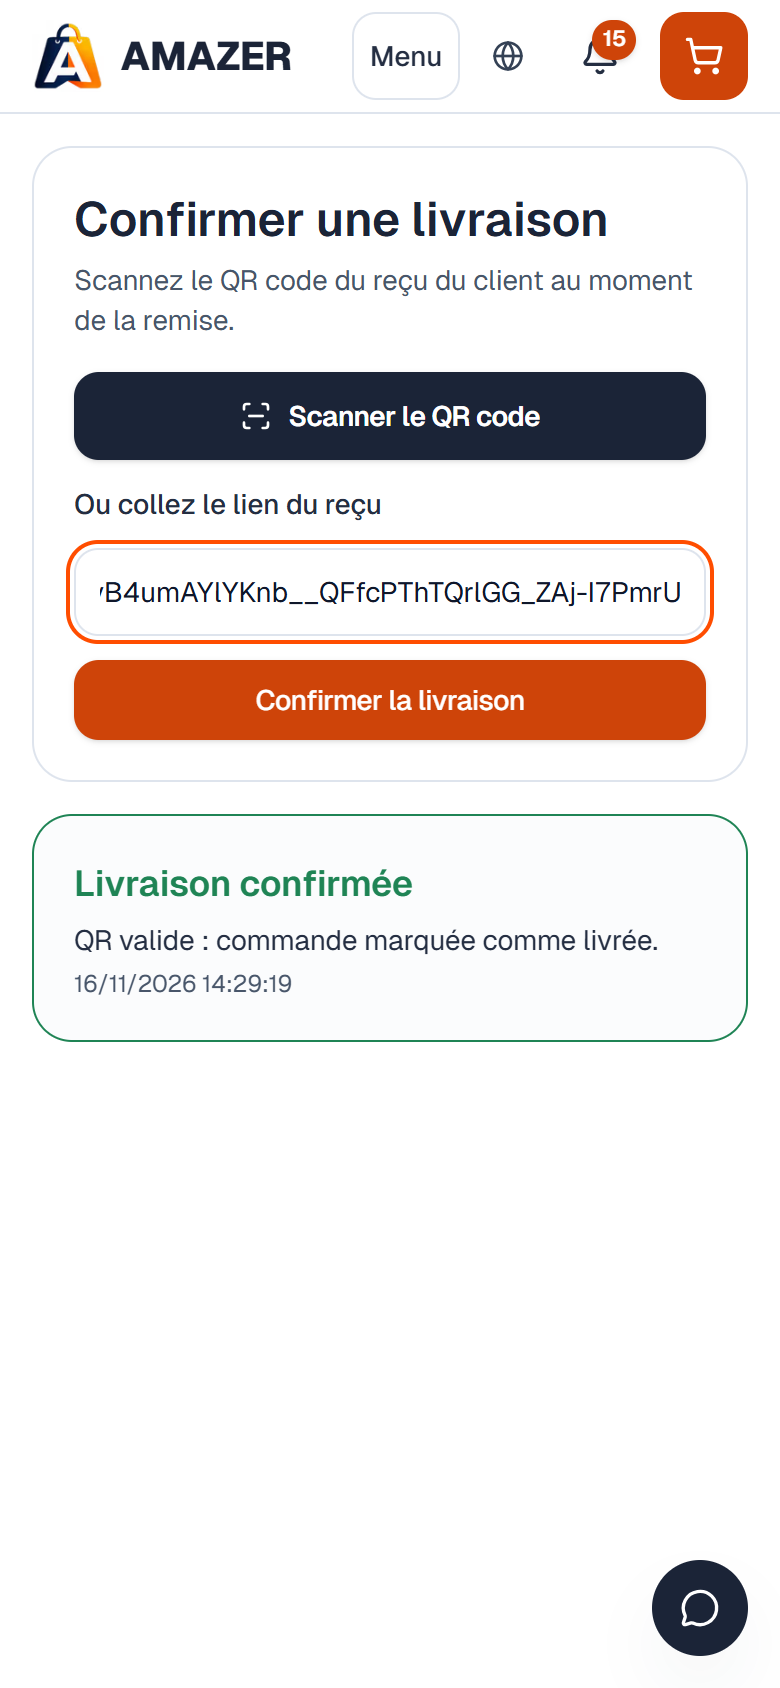 AMAZER
Menu
15
Confirmer une livraison
Scannez le QR code du reçu du client au moment
de la remise.
Scanner le QR code
Ou collez le lien du reçu
B4umAYlYKnb__QFfcPThTQrlGG_ZAj-I7PmrU
Confirmer la livraison
Livraison confirmée
QR valide : commande marquée comme livrée.
16/11/2026 14:29:19